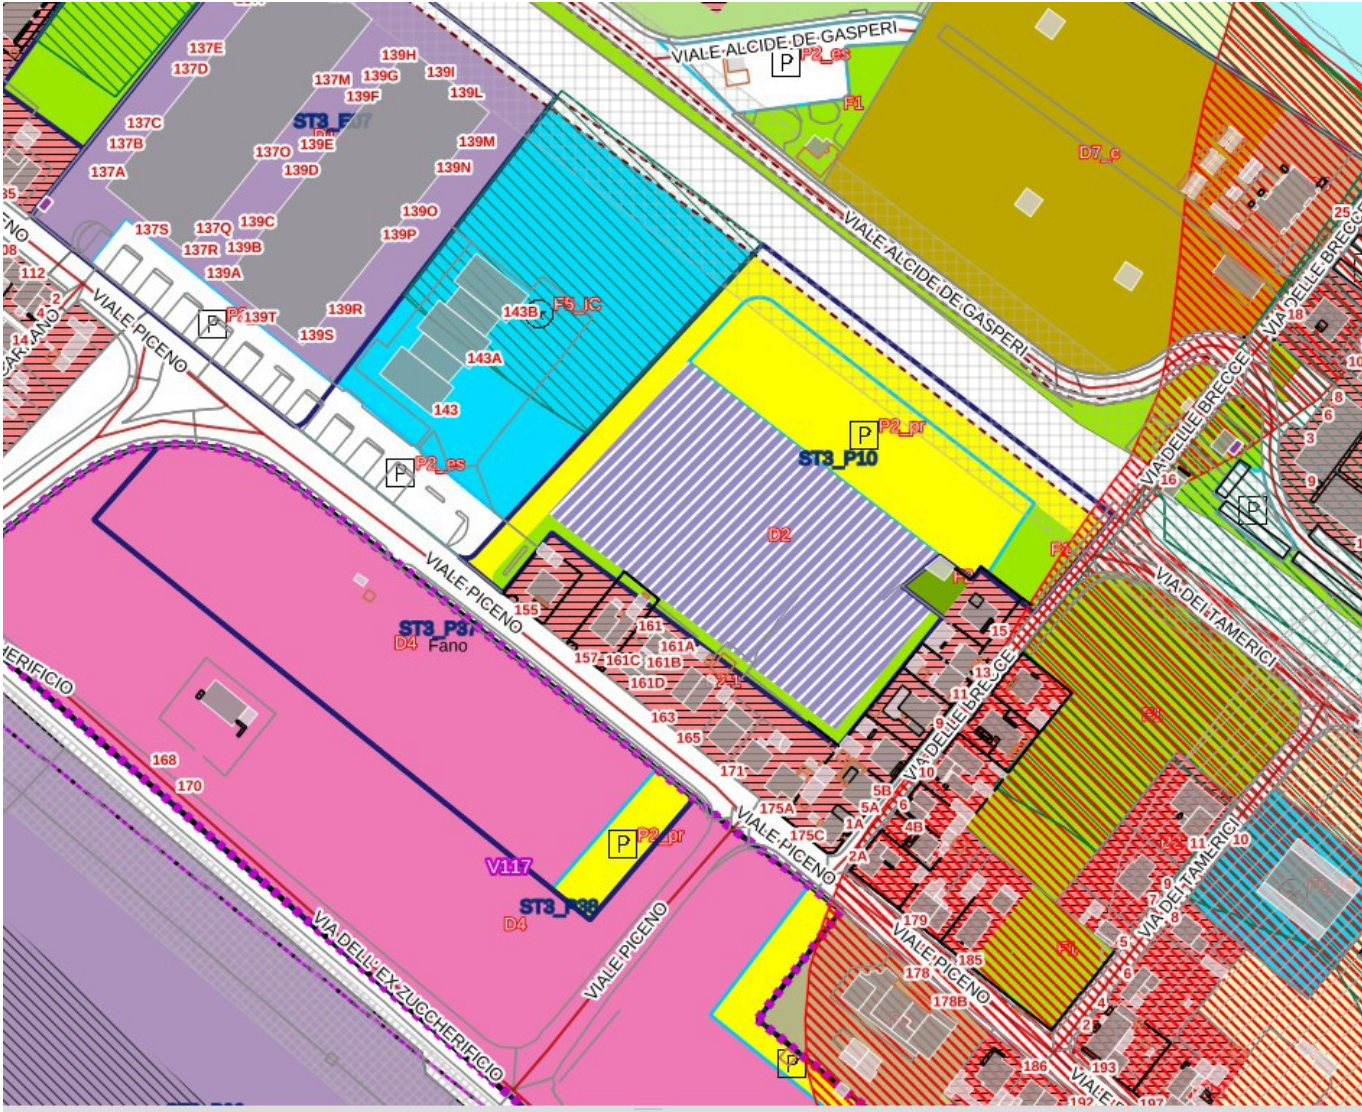 VIALE ALCIDE DE GASPERI
P2_es
P
F1
137E
137D
137C
137B
137A
137M
139H
139G
139F
139I
139L
137O
139E
139D
139M
139N
139O
139P
137S
137Q
137R
139C
139B
139A
139T
139R
139S
D7_c
VIALE ALCIDE DE GASPERI
VIA DELLE BRECCE
25
18
8
6
3
9
16
112
2
4
14
VIALE PICENO
P
143B
F5_IC
143A
143
P
P2_es
P
P2_pr
ST3_P10
D2
F1
P
VIA DEI TAMERICI
VIALE PICENO
155
157
161
161A
161B
161C
161D
163
165
171
175A
175C
15
13
11
9
VIA DELLE BRECCE
10
5B
5A
6
4B
1A
2A
ST3_P37
D4
Fano
168
170
P
P2_pr
V117
ST3_P38
D4
VIALE PICENO
VIALE PICENO
VIA DELL'EX ZUCCHERIFICIO
F1
VIA DEI TAMERICI
10
11
9
7
8
5
6
4
2
F1
179
VIALE PICENO
185
178
178B
186
193
192
197
P